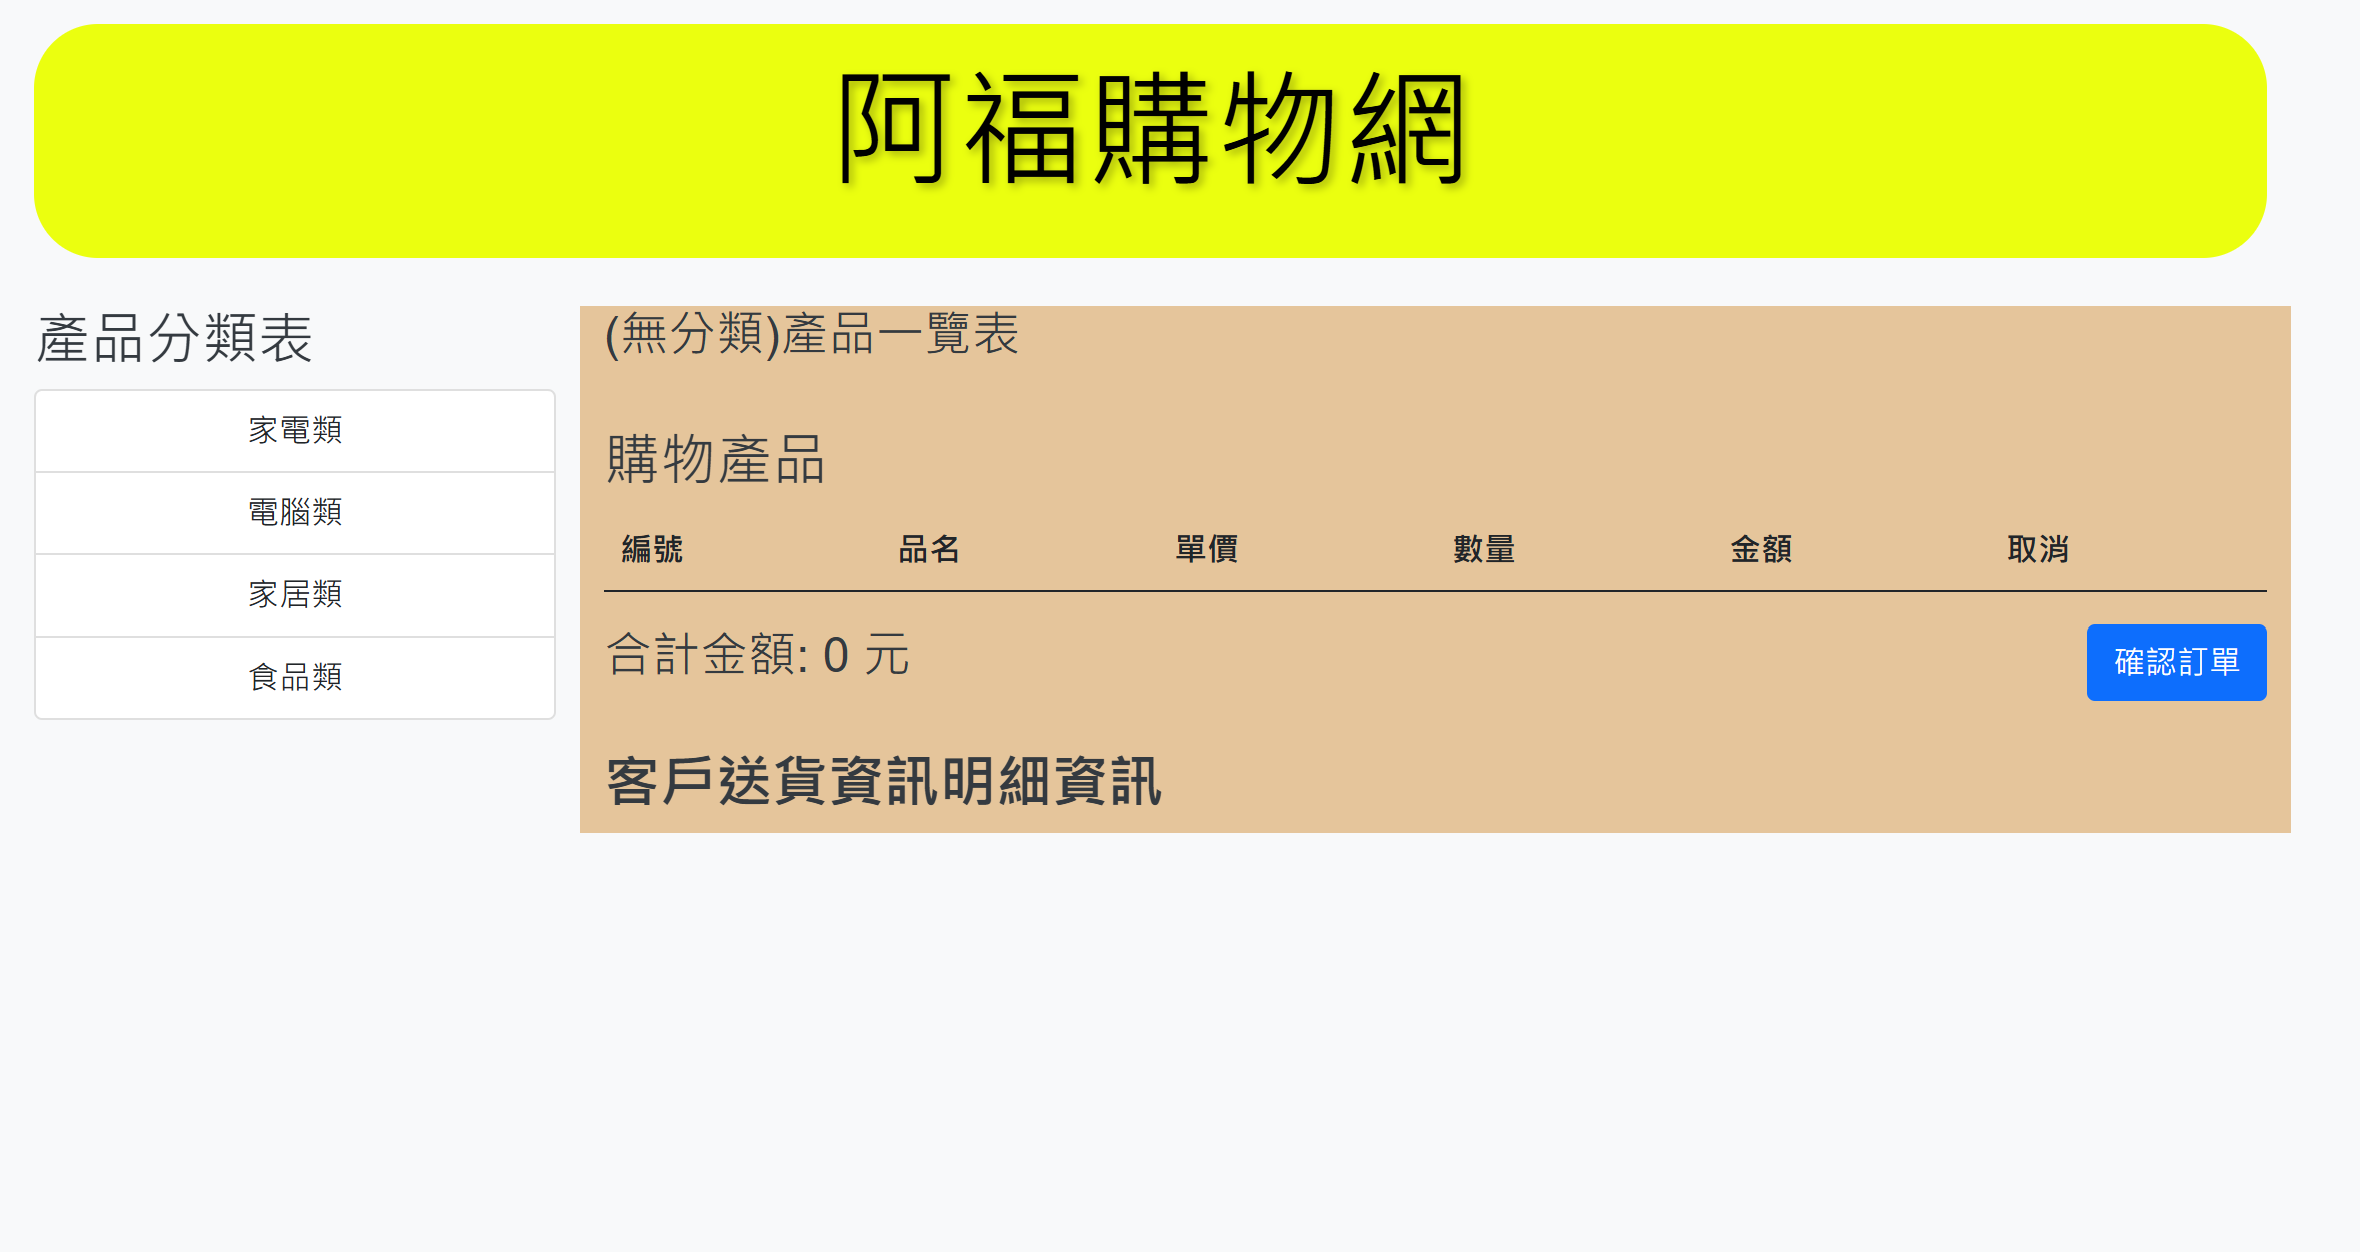 阿福購物網
產品分類表
家電類
電腦類
家居類
食品類
(無分類)產品一覽表
購物產品
編號 品名 單價 數量 金額 取消
合計金額: 0 元
確認訂單
客戶送貨資訊明細資訊